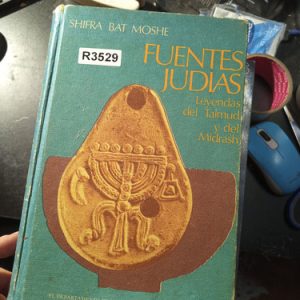 SHIFRA BAT MOSHE
R3529
FUENTES
JUDIAS
Leyendas
del Talmud
y del
Midrash